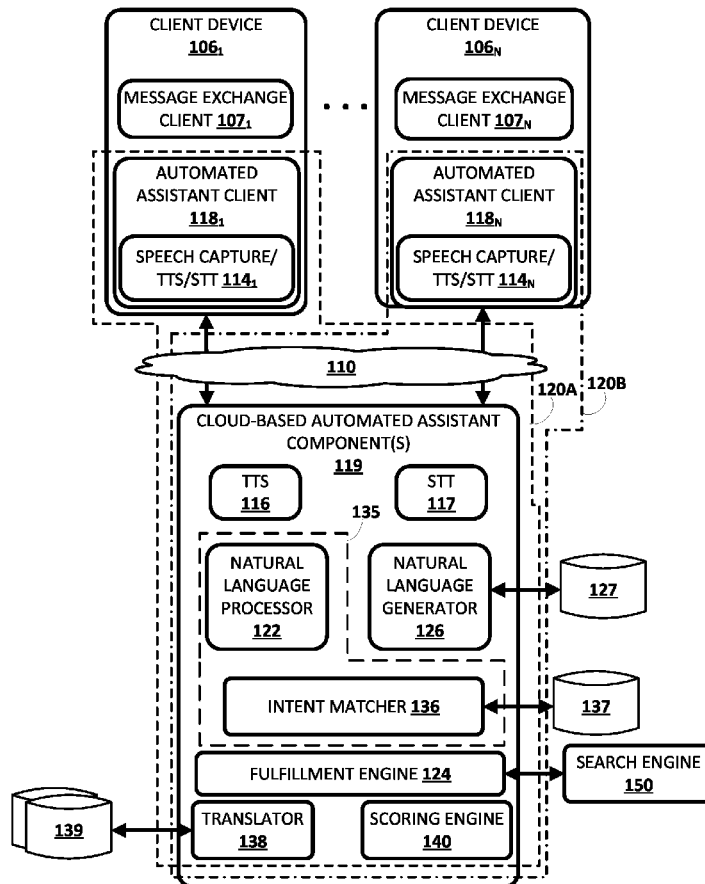 CLIENT DEVICE
106₁
MESSAGE EXCHANGE
CLIENT 107₁
AUTOMATED
ASSISTANT CLIENT
118₁
SPEECH CAPTURE/
TTS/STT 114₁
. . .
CLIENT DEVICE
106ₙ
MESSAGE EXCHANGE
CLIENT 107ₙ
AUTOMATED
ASSISTANT CLIENT
118ₙ
SPEECH CAPTURE/
TTS/STT 114ₙ
110
120A
120B
CLOUD-BASED AUTOMATED ASSISTANT
COMPONENT(S)
119
TTS
116
STT
117
135
NATURAL
LANGUAGE
PROCESSOR
122
NATURAL
LANGUAGE
GENERATOR
126
127
INTENT MATCHER 136
137
FULFILLMENT ENGINE 124
SEARCH ENGINE
150
139
TRANSLATOR
138
SCORING ENGINE
140